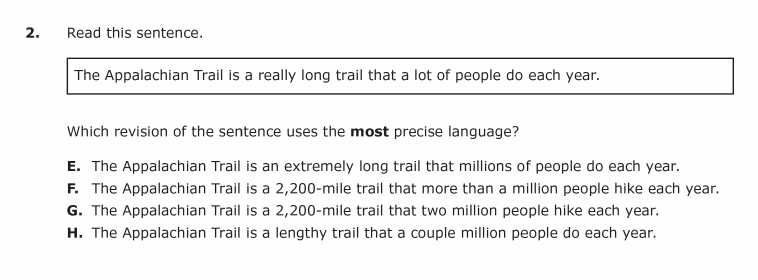 2. Read this sentence.
The Appalachian Trail is a really long trail that a lot of people do each year.
Which revision of the sentence uses the most precise language?
E. The Appalachian Trail is an extremely long trail that millions of people do each year.
F. The Appalachian Trail is a 2,200-mile trail that more than a million people hike each year.
G. The Appalachian Trail is a 2,200-mile trail that two million people hike each year.
H. The Appalachian Trail is a lengthy trail that a couple million people do each year.